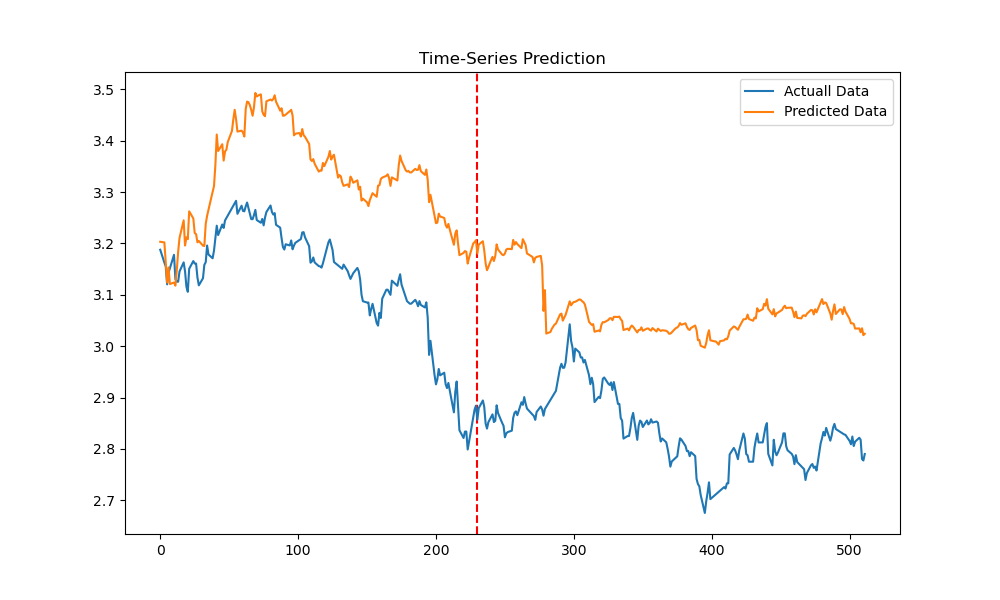 Time-Series Prediction
Actuall Data
Predicted Data
3.5
3.4
3.3
3.2
3.1
3.0
2.9
2.8
2.7
0 100 200 300 400 500